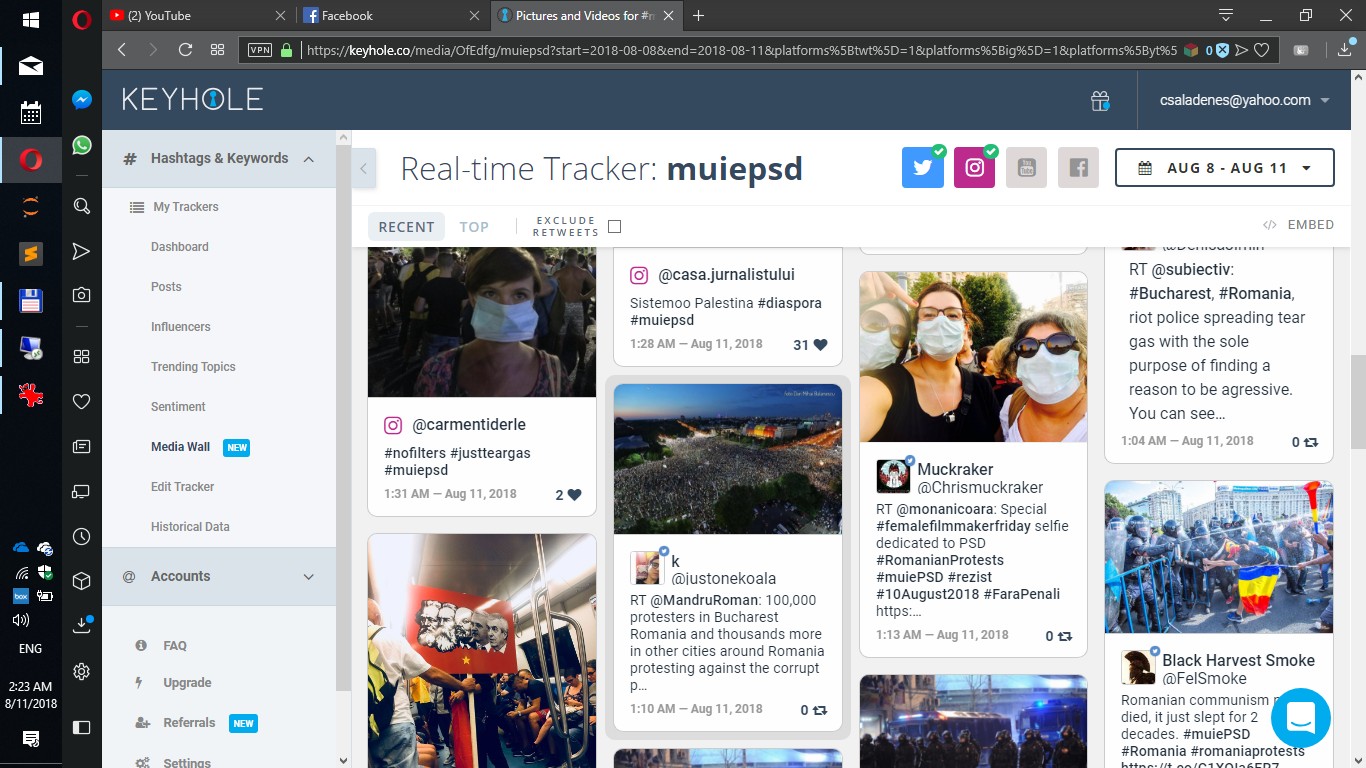 (2) YouTube
Facebook
Pictures and Videos for #m
VPN
https://keyhole.co/media/OfEdfg/muiepsd?start=2018-08-08&end=2018-08-11&platforms%5Btwt%5D=1&platforms%5Big%5D=1&platforms%5Byt%5
0
KEYHOLE
csaladenes@yahoo.com
# Hashtags & Keywords
My Trackers
Dashboard
Posts
Influencers
Trending Topics
Sentiment
Media Wall NEW
Edit Tracker
Historical Data
@ Accounts
FAQ
Upgrade
Referrals NEW
Settings
box
ENG
2:23 AM
8/11/2018
Real-time Tracker: muiepsd
You Tube
AUG 8 - AUG 11
RECENT
TOP
EXCLUDE
RETWEETS
</> EMBED
@carmentiderle
#nofilters #justteargas
#muiepsd
1:31 AM — Aug 11, 2018
2
@casa.jurnalistului
Sistemoo Palestina #diaspora
#muiepsd
1:28 AM — Aug 11, 2018
31
k
@justonekoala
RT @MandruRoman: 100,000
protesters in Bucharest
Romania and thousands more
in other cities around Romania
protesting against the corrupt
p...
1:10 AM — Aug 11, 2018
0
Muckraker
@Chrismuckraker
RT @monanicoara: Special
#femalefilmmakerfriday selfie
dedicated to PSD
#RomanianProtests
#muiePSD #rezist
#10August2018 #FaraPenali
https:...
1:13 AM — Aug 11, 2018
0
RT @subiectiv:
#Bucharest, #Romania,
riot police spreading tear
gas with the sole
purpose of finding a
reason to be agressive.
You can see...
1:04 AM — Aug 11, 2018
0
Black Harvest Smoke
@FelSmoke
Romanian communism
died, it just slept for 2
decades. #muiePSD
#Romania #romaniaprotests